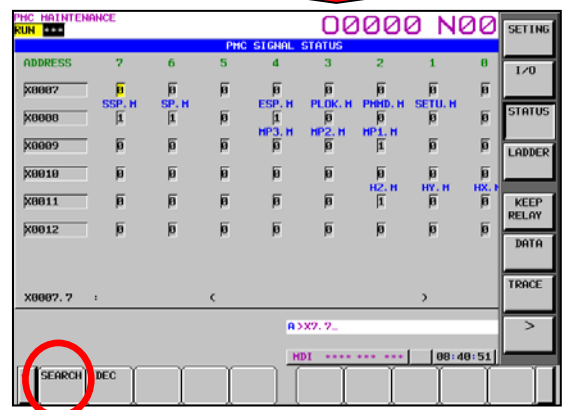 PMC MAINTENANCE
O0000 N00
RUN ***
PMC SIGNAL STATUS
ADDRESS 7 6 5 4 3 2 1 0
X0007 0 0 0 0 0 0 0 0
SSP.M SP.M ESP.M PLOK.M PMMD.M SETU.M
X0008 1 1 0 1 0 0 0 0
MP3.M MP2.M MP1.M
X0009 0 0 0 0 0 1 0 0
X0010 0 0 0 0 0 0 0 0
HZ.M HY.M HX.M
X0011 0 0 0 0 0 1 0 0
X0012 0 0 0 0 0 0 0 0
X0007.7 : ( )
A>X7.7_
MDI **** *** *** 08:40:51
SEARCH DEC
SETING
I/O
STATUS
LADDER
KEEP
RELAY
DATA
TRACE
>